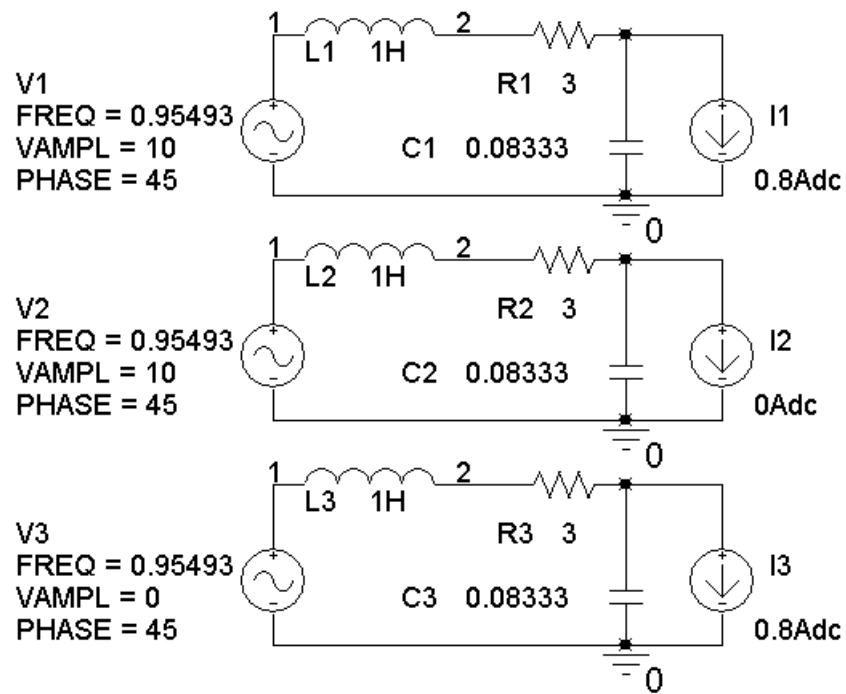 1 2
L1 1H
V1 R1 3
FREQ = 0.95493 I1
VAMPL = 10 C1 0.08333
PHASE = 45 0.8Adc
0
1 2
L2 1H
V2 R2 3
FREQ = 0.95493 I2
VAMPL = 10 C2 0.08333
PHASE = 45 0Adc
0
1 2
L3 1H
V3 R3 3
FREQ = 0.95493 I3
VAMPL = 0 C3 0.08333
PHASE = 45 0.8Adc
0